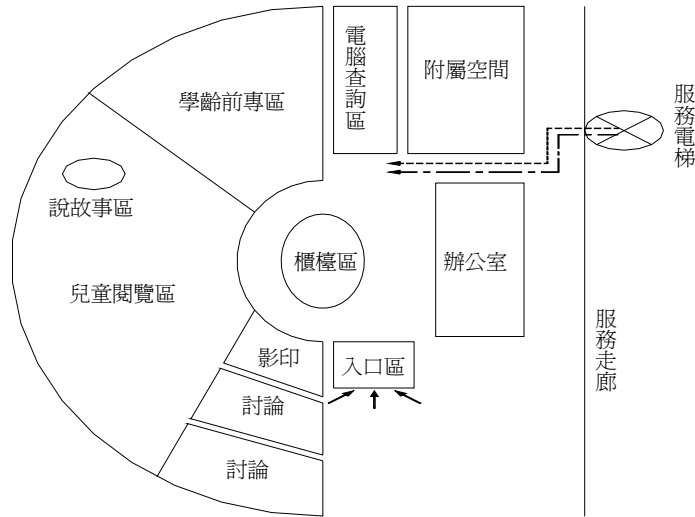 電腦查詢區
附屬空間
服務電梯
學齡前專區
說故事區
櫃檯區
辦公室
兒童閱覽區
服務走廊
影印
入口區
討論
討論